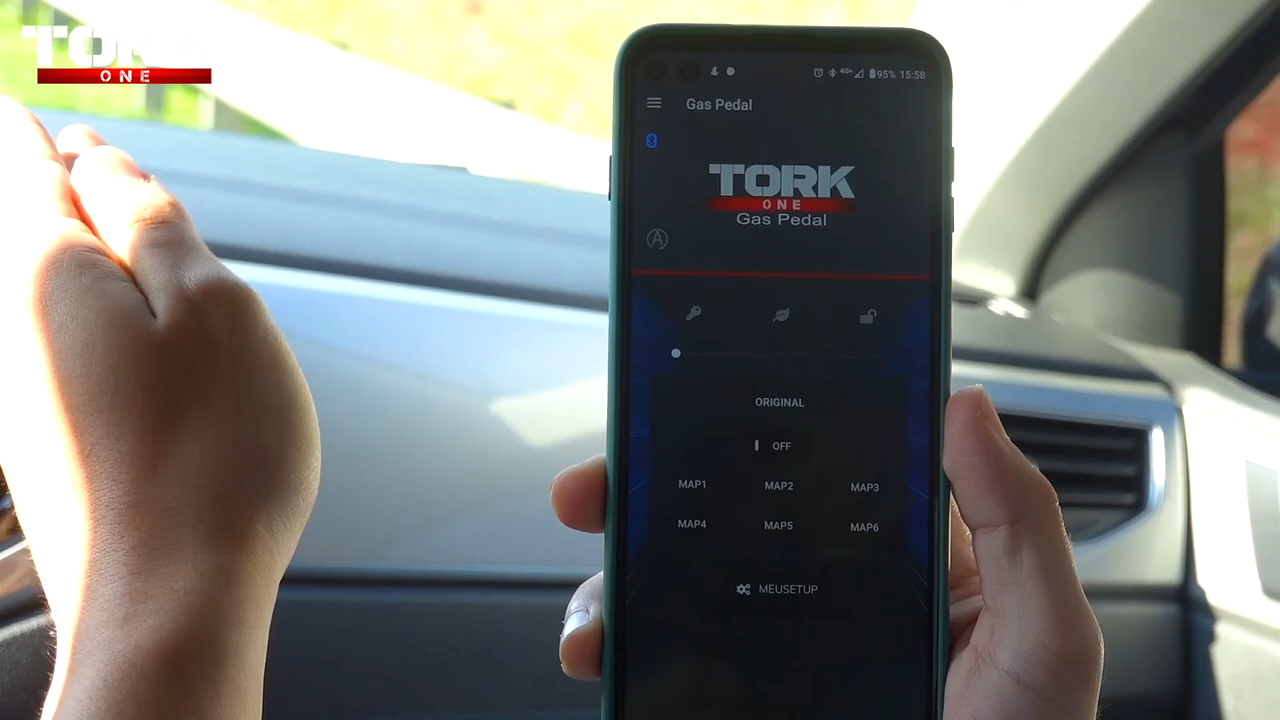 TORK
ONE
4G+ 95% 15:58
Gas Pedal
TORK
ONE
Gas Pedal
A
ORIGINAL
OFF
MAP1 MAP2 MAP3
MAP4 MAP5 MAP6
MEUSETUP